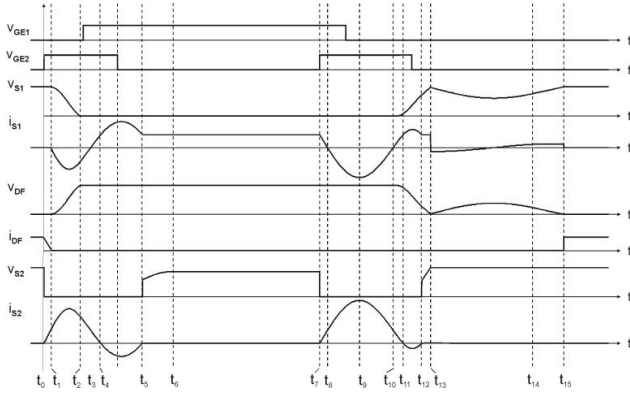 VGE1 t
VGE2 t
VS1 t
iS1 t
VDF t
iDF t
VS2 t
iS2 t
t0 t1 t2 t3 t4 t5 t6 t7 t8 t9 t10 t11 t12 t13 t14 t15